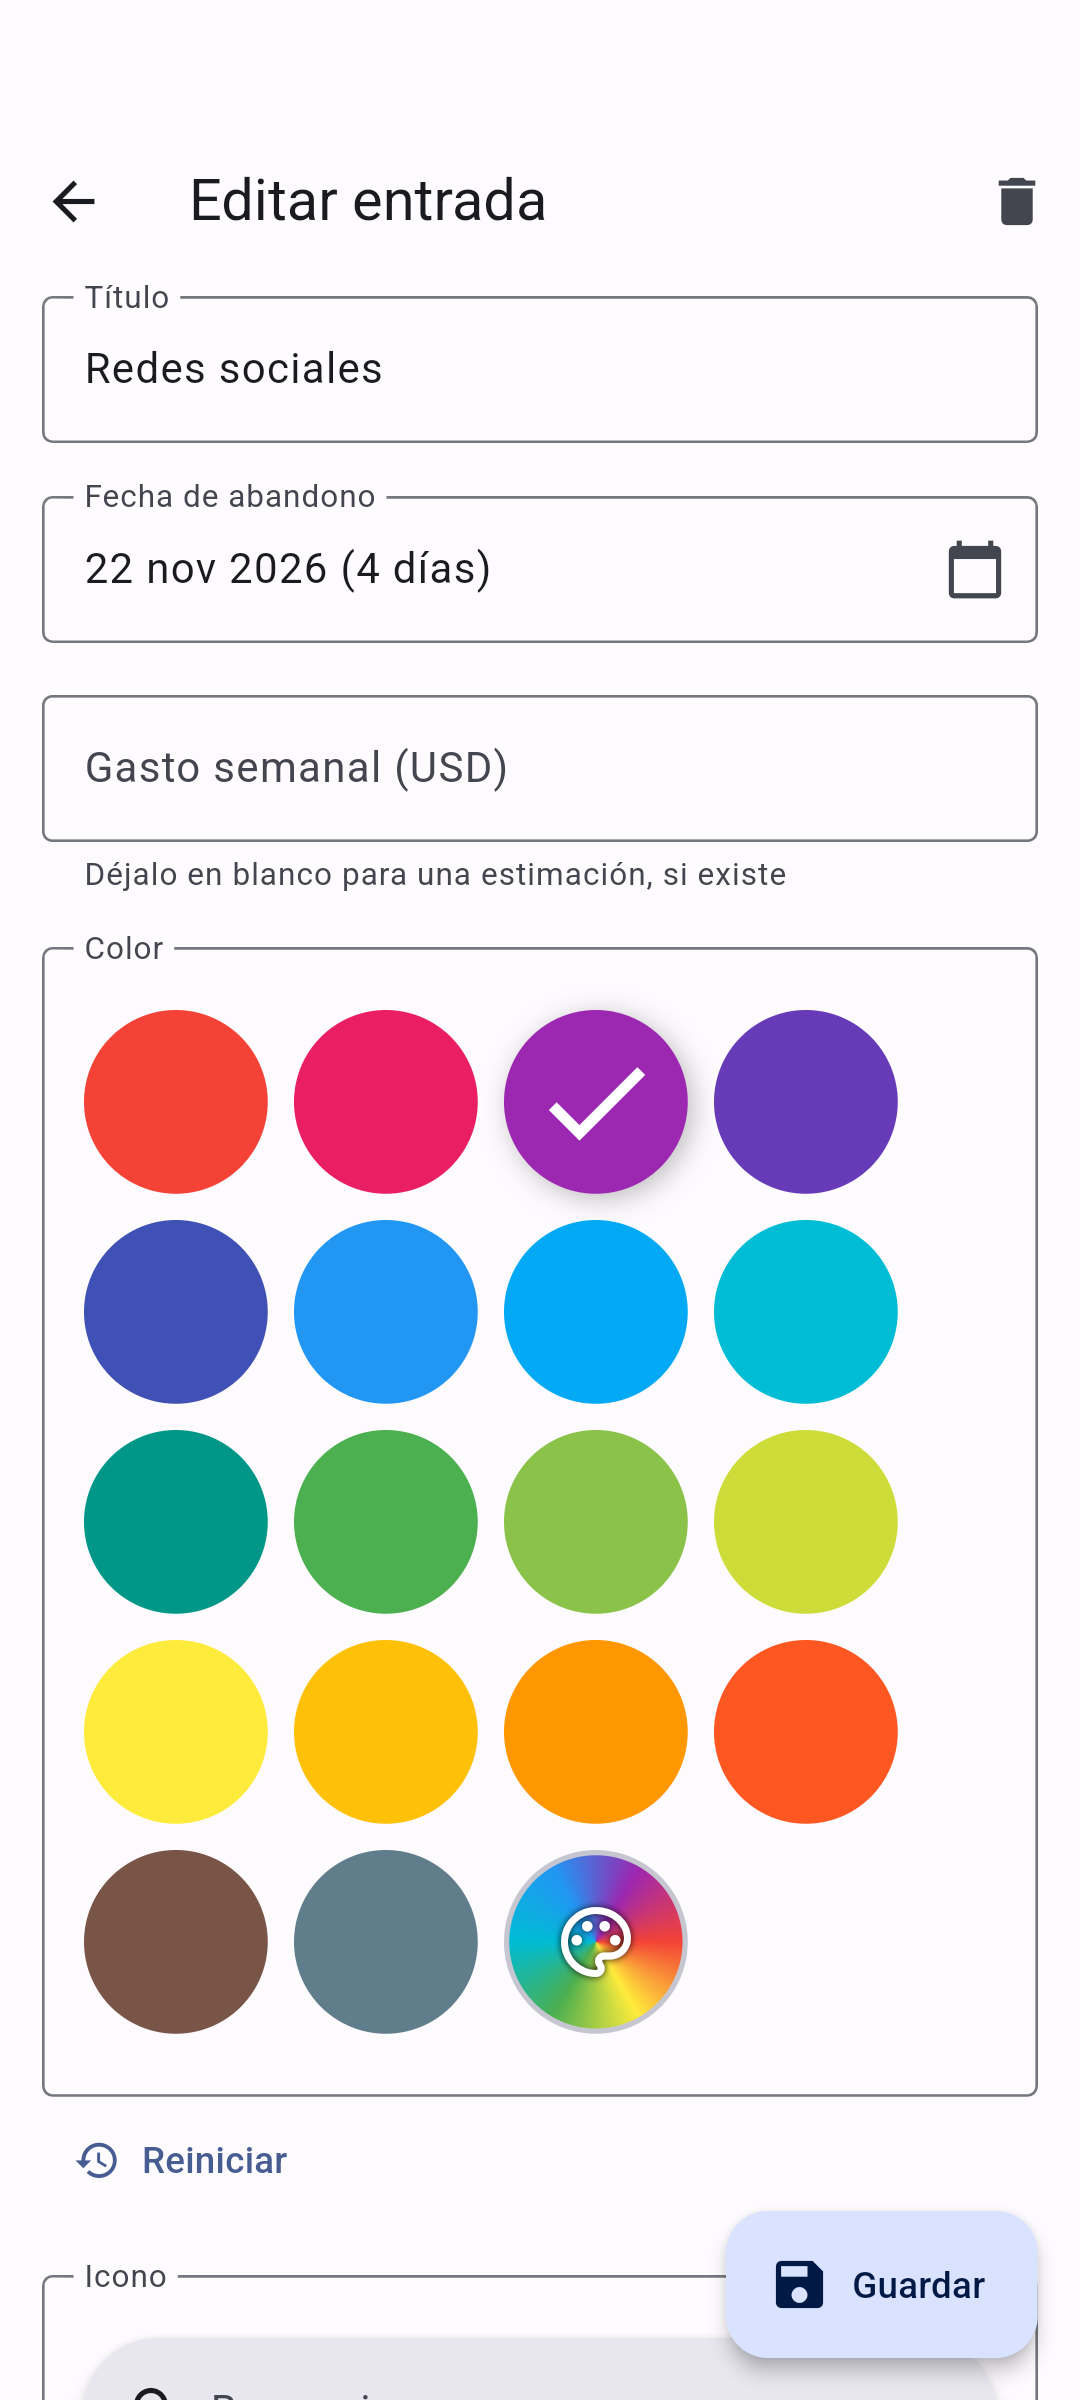 Editar entrada
Título
Redes sociales
Fecha de abandono
22 nov 2026 (4 días)
Gasto semanal (USD)
Déjalo en blanco para una estimación, si existe
Color
Reiniciar
Icono
Guardar